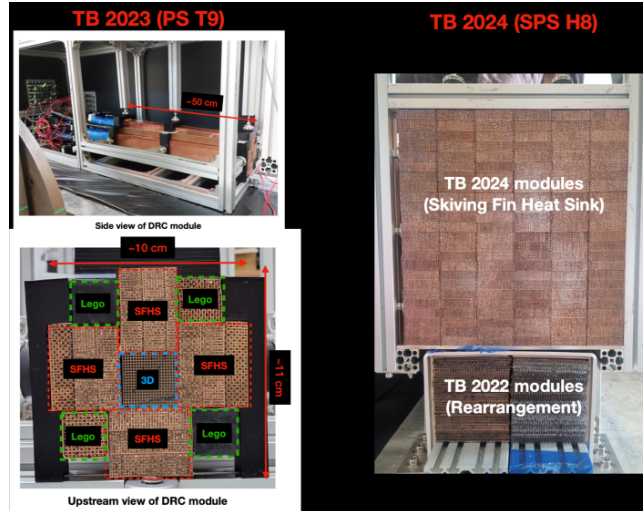 TB 2023 (PS T9)
~50 cm
Side view of DRC module
~10 cm
Lego
SFHS
Lego
SFHS
3D
SFHS
~11 cm
Lego
SFHS
Lego
Upstream view of DRC module
TB 2024 (SPS H8)
TB 2024 modules
(Skiving Fin Heat Sink)
TB 2022 modules
(Rearrangement)